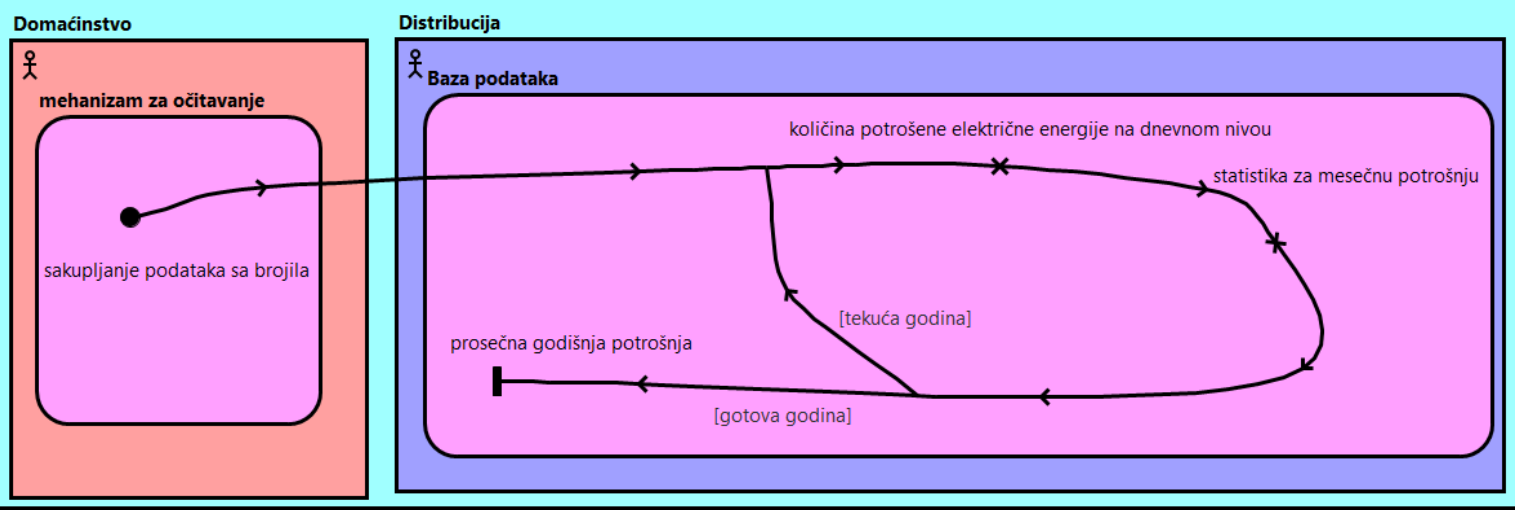 Domaćinstvo
Distribucija
Baza podataka
mehanizam za očitavanje
količina potrošene električne energije na dnevnom nivou
statistika za mesečnu potrošnju
sakupljanje podataka sa brojila
[tekuća godina]
prosečna godišnja potrošnja
[gotova godina]